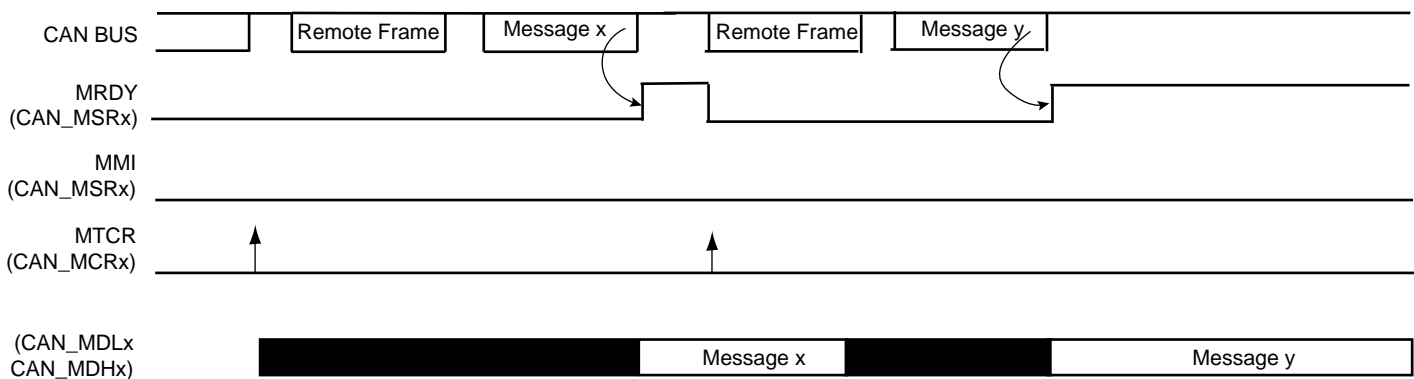 CAN BUS
Remote Frame
Message x
Remote Frame
Message y
MRDY
(CAN_MSRx)
MMI
(CAN_MSRx)
MTCR
(CAN_MCRx)
(CAN_MDLx
CAN_MDHx)
Message x
Message y